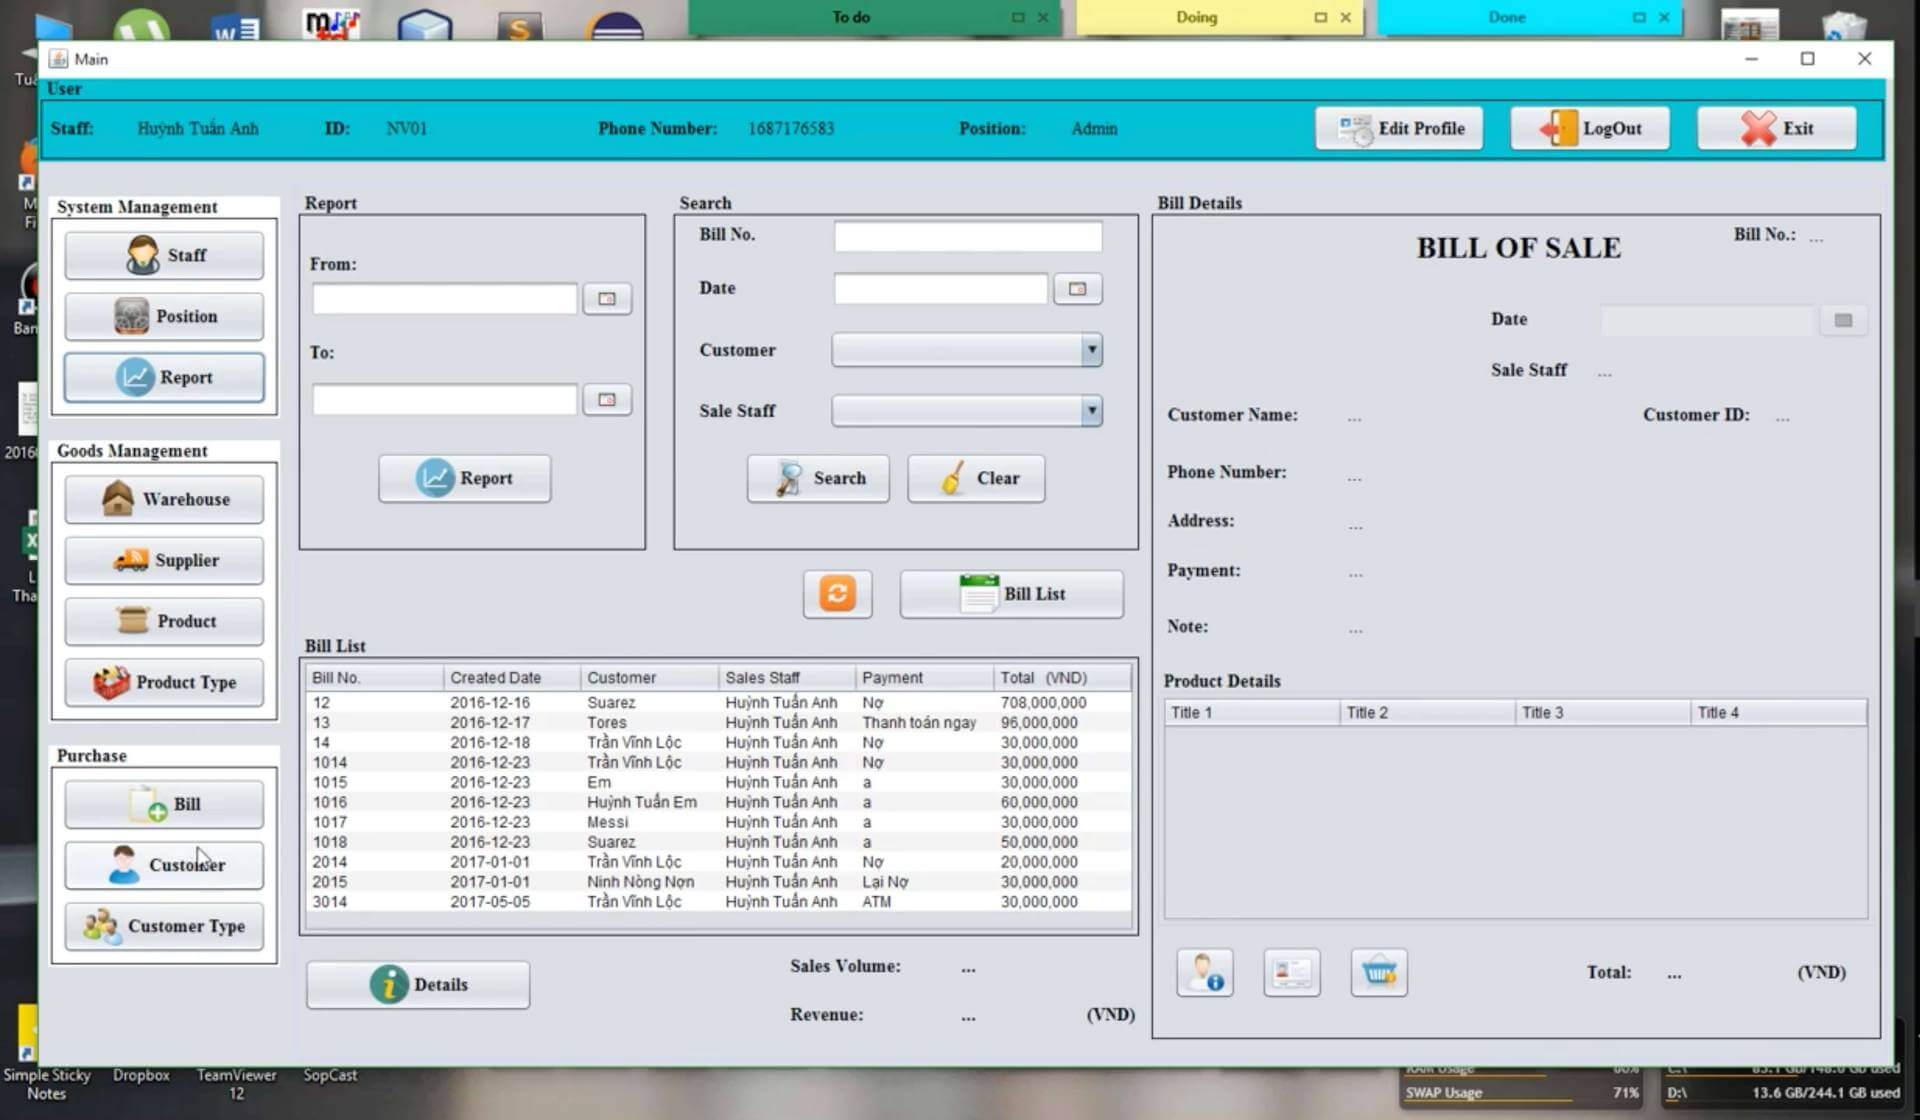 To do
Doing
Done
Main
User
Staff: Huỳnh Tuấn Anh ID: NV01 Phone Number: 1687176583 Position: Admin Edit Profile LogOut Exit
System Management
Staff
Position
Report
Goods Management
Warehouse
Supplier
Product
Product Type
Purchase
Bill
Customer
Customer Type
Report
From:
To:
Report
Search
Bill No.
Date
Customer
Sale Staff
Search Clear
Bill List
Bill List
Bill No. Created Date Customer Sales Staff Payment Total (VND)
12 2016-12-16 Suarez Huỳnh Tuấn Anh Nợ 708,000,000
13 2016-12-17 Tores Huỳnh Tuấn Anh Thanh toán ngay 96,000,000
14 2016-12-18 Trần Vĩnh Lộc Huỳnh Tuấn Anh Nợ 30,000,000
1014 2016-12-23 Trần Vĩnh Lộc Huỳnh Tuấn Anh Nợ 30,000,000
1015 2016-12-23 Em Huỳnh Tuấn Anh a 30,000,000
1016 2016-12-23 Huỳnh Tuấn Em Huỳnh Tuấn Anh a 60,000,000
1017 2016-12-23 Messi Huỳnh Tuấn Anh a 30,000,000
1018 2016-12-23 Suarez Huỳnh Tuấn Anh a 50,000,000
2014 2017-01-01 Trần Vĩnh Lộc Huỳnh Tuấn Anh Nợ 20,000,000
2015 2017-01-01 Ninh Nòng Nợn Huỳnh Tuấn Anh Lại Nợ 30,000,000
3014 2017-05-05 Trần Vĩnh Lộc Huỳnh Tuấn Anh ATM 30,000,000
Details
Sales Volume: ...
Revenue: ... (VND)
Bill Details
Bill No.: ...
BILL OF SALE
Date
Sale Staff ...
Customer Name: ... Customer ID: ...
Phone Number: ...
Address: ...
Payment: ...
Note: ...
Product Details
Title 1 Title 2 Title 3 Title 4
Total: ... (VND)
Simple Sticky Notes
Dropbox
TeamViewer 12
SopCast
RAM Usage
SWAP Usage 71%
D:\ 13.6 GB/244.1 GB used